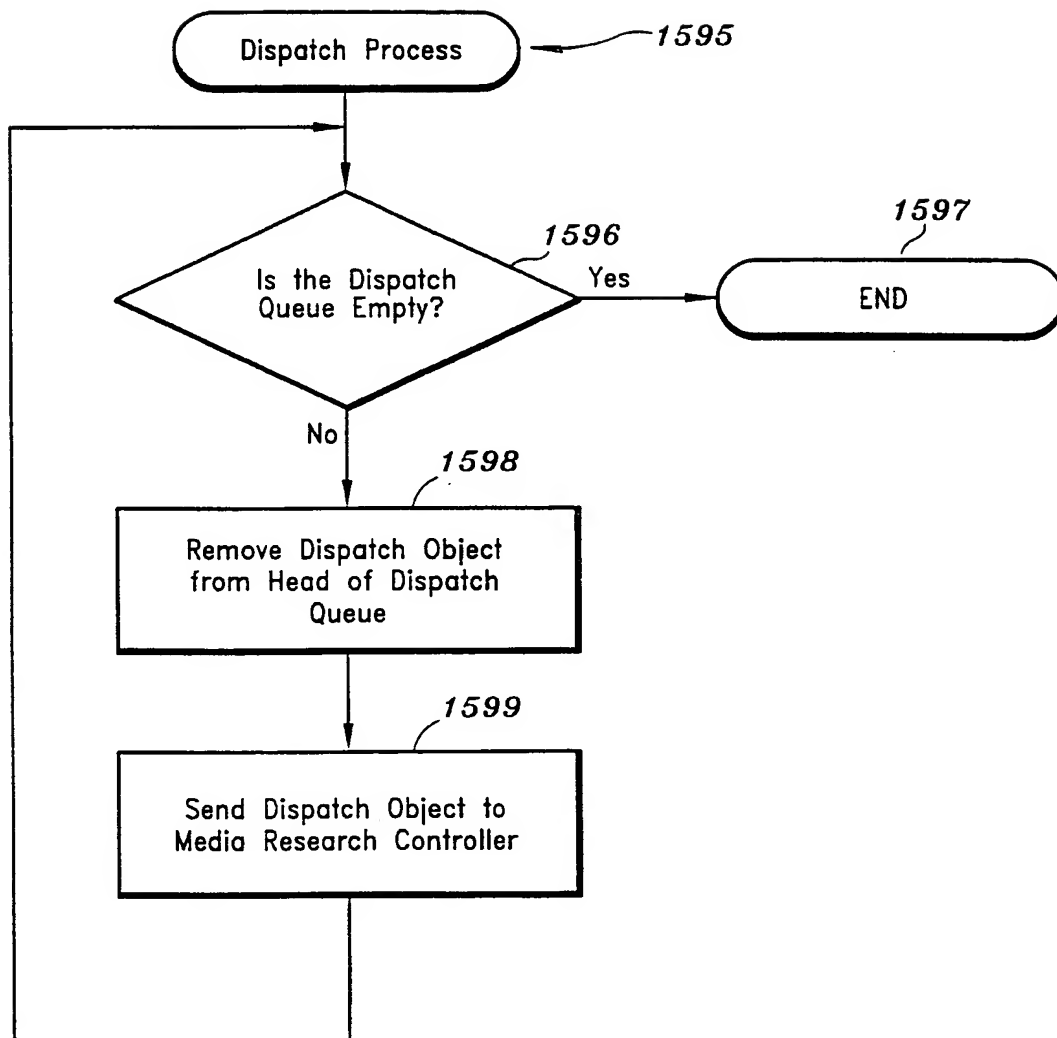 Dispatch Process
1595
Is the Dispatch
Queue Empty?
1596
Yes
1597
END
No
1598
Remove Dispatch Object
from Head of Dispatch
Queue
1599
Send Dispatch Object to
Media Research Controller